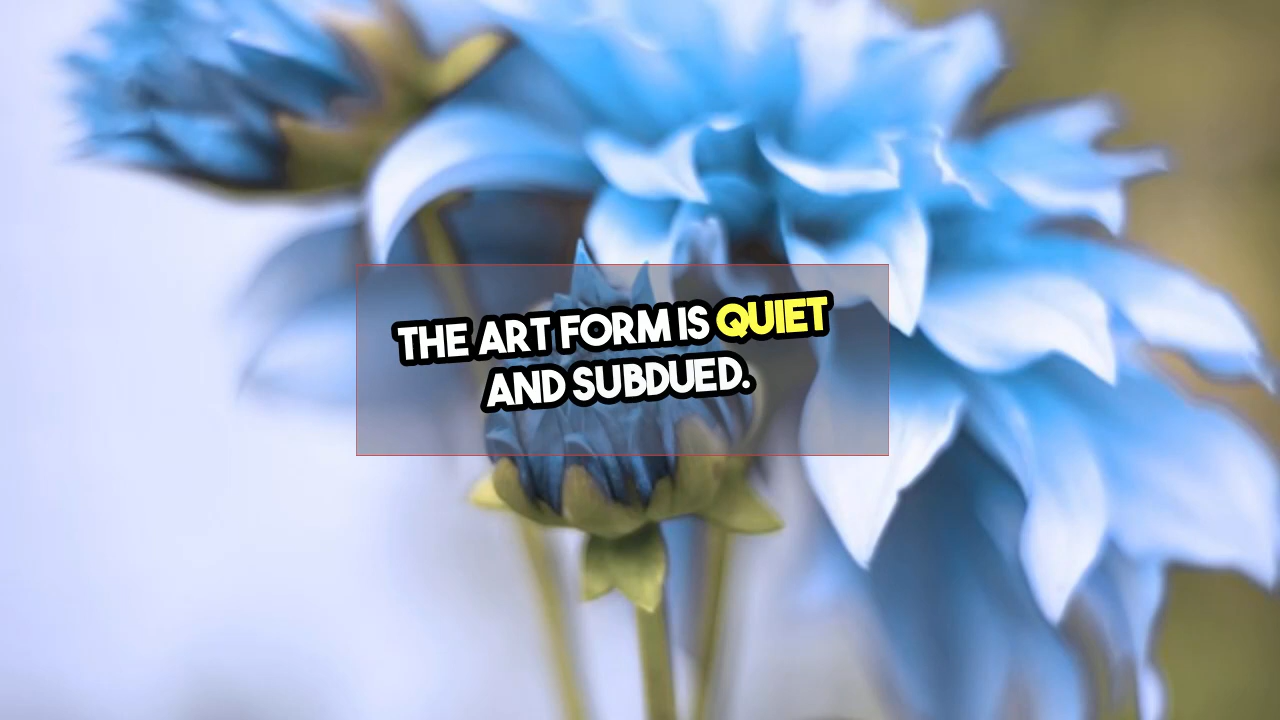 THE ART FORM IS QUIET
AND SUBDUED.